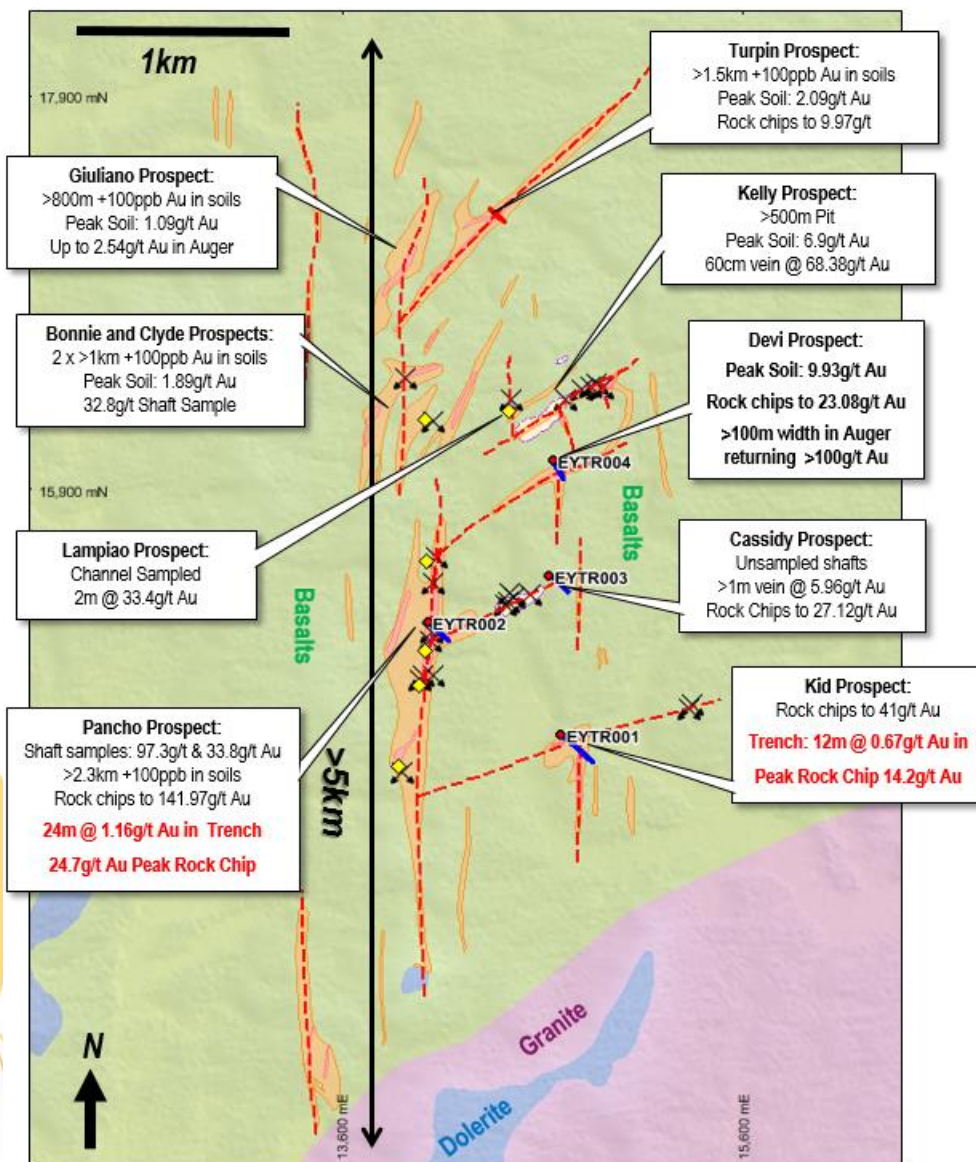 1km
17,900 mN
Turpin Prospect:
>1.5km +100ppb Au in soils
Peak Soil: 2.09g/t Au
Rock chips to 9.97g/t
Giuliano Prospect:
>800m +100ppb Au in soils
Peak Soil: 1.09g/t Au
Up to 2.54g/t Au in Auger
Kelly Prospect:
>500m Pit
Peak Soil: 6.9g/t Au
60cm vein @ 68.38g/t Au
Bonnie and Clyde Prospects:
2 x >1km +100ppb Au in soils
Peak Soil: 1.89g/t Au
32.8g/t Shaft Sample
Devi Prospect:
Peak Soil: 9.93g/t Au
Rock chips to 23.08g/t Au
>100m width in Auger
returning >100g/t Au
EYTR004
15,900 mN
Basalts
Lampiao Prospect:
Channel Sampled
2m @ 33.4g/t Au
Cassidy Prospect:
Unsampled shafts
>1m vein @ 5.96g/t Au
Rock Chips to 27.12g/t Au
EYTR003
Basalts
EYTR002
Kid Prospect:
Rock chips to 41g/t Au
Trench: 12m @ 0.67g/t Au in
Peak Rock Chip 14.2g/t Au
EYTR001
Pancho Prospect:
Shaft samples: 97.3g/t & 33.8g/t Au
>2.3km +100ppb in soils
Rock chips to 141.97g/t Au
24m @ 1.16g/t Au in Trench
24.7g/t Au Peak Rock Chip
>5km
Granite
Dolerite
N
13,600 mE
15,600 mE